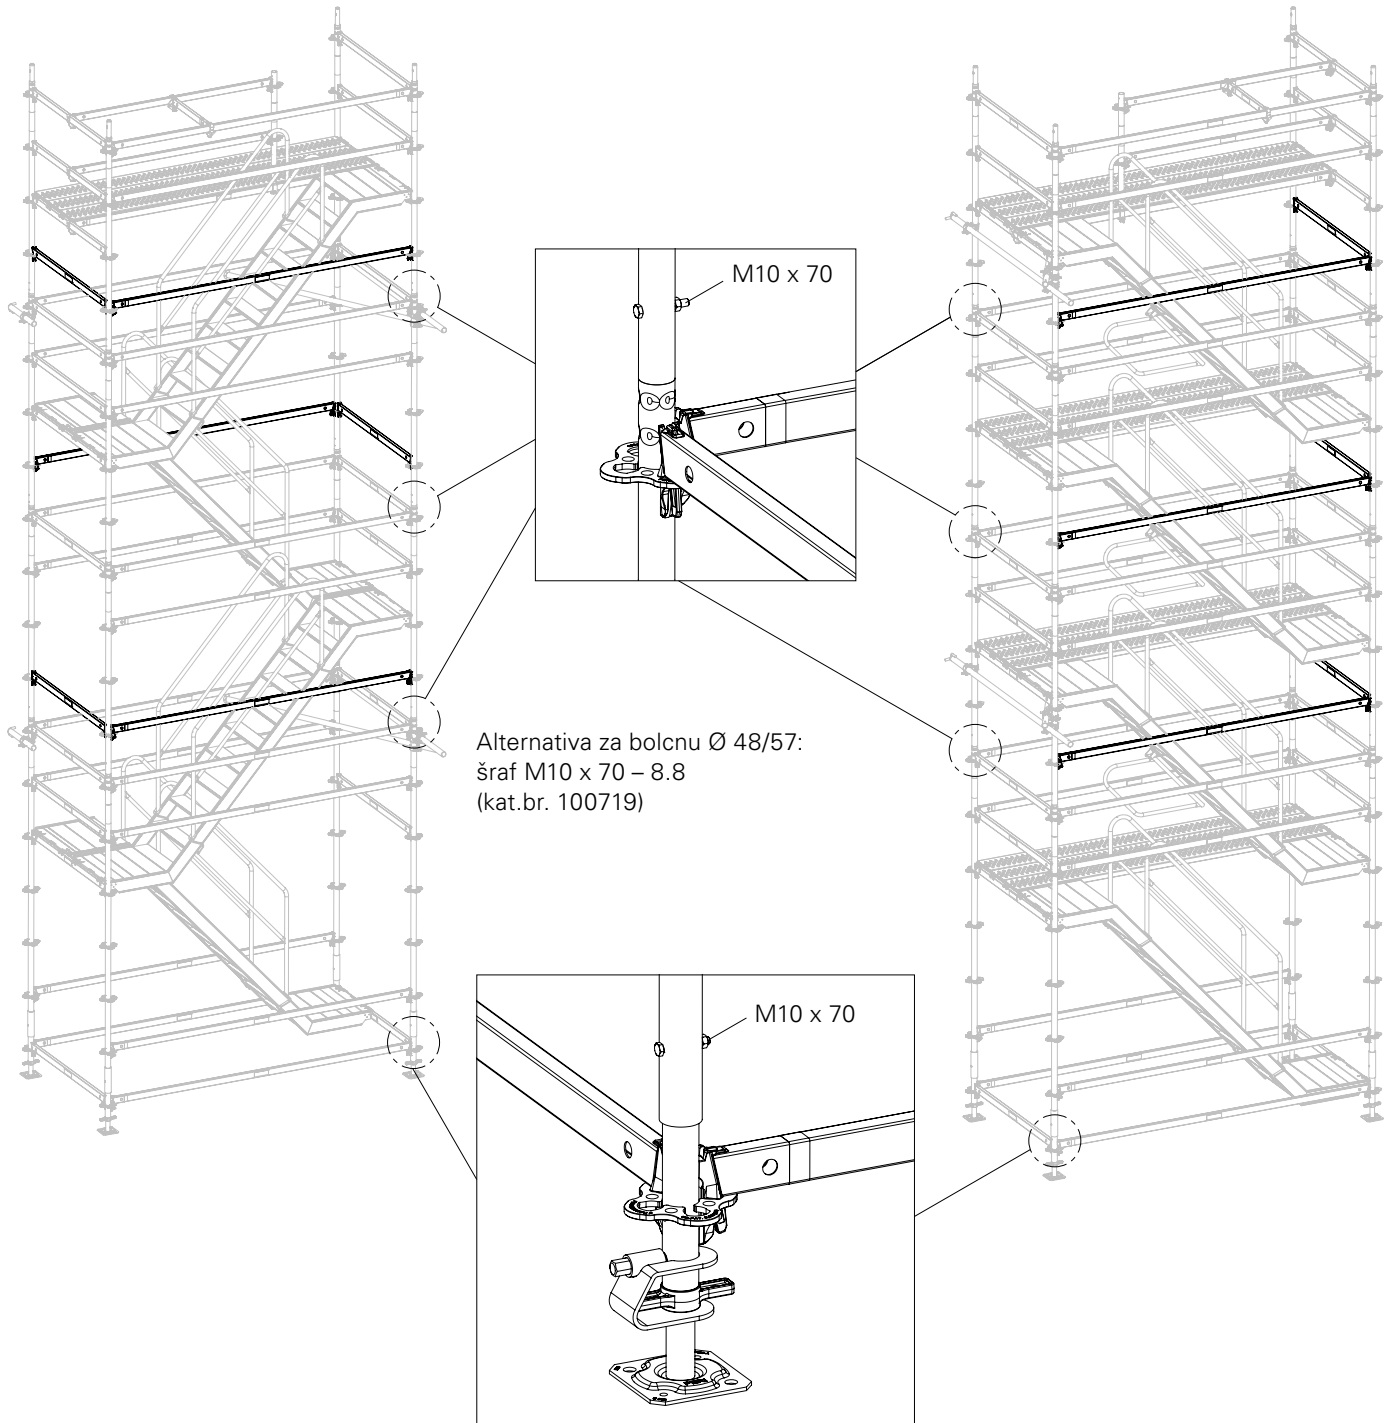 M10 x 70
Alternativa za bolcnu Ø 48/57:
šraf M10 x 70 – 8.8
(kat.br. 100719)
M10 x 70